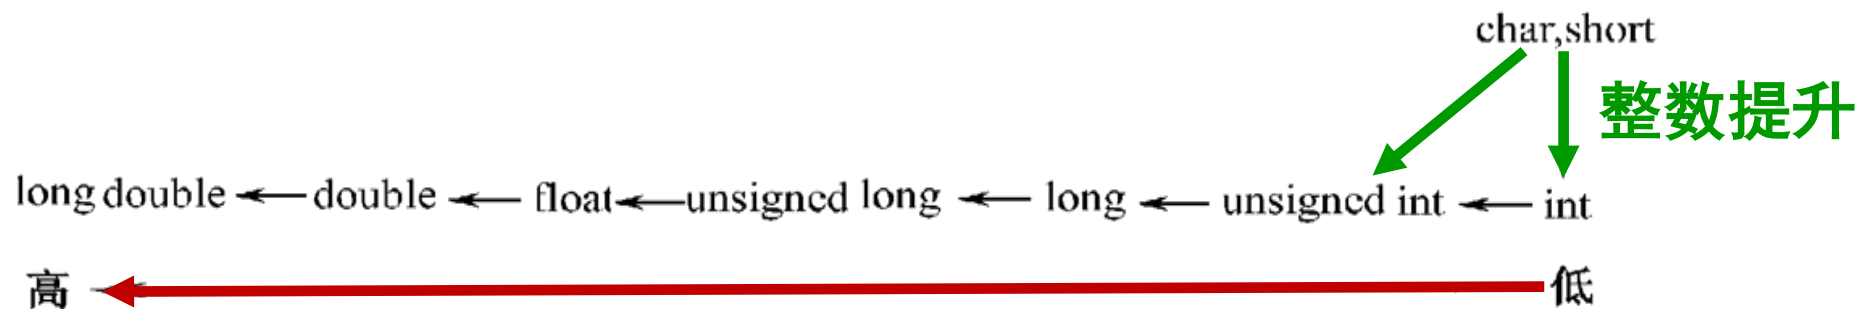 char,short
整数提升
long double ← double ← float ← unsigned long ← long ← unsigned int ← int
高 ← 低